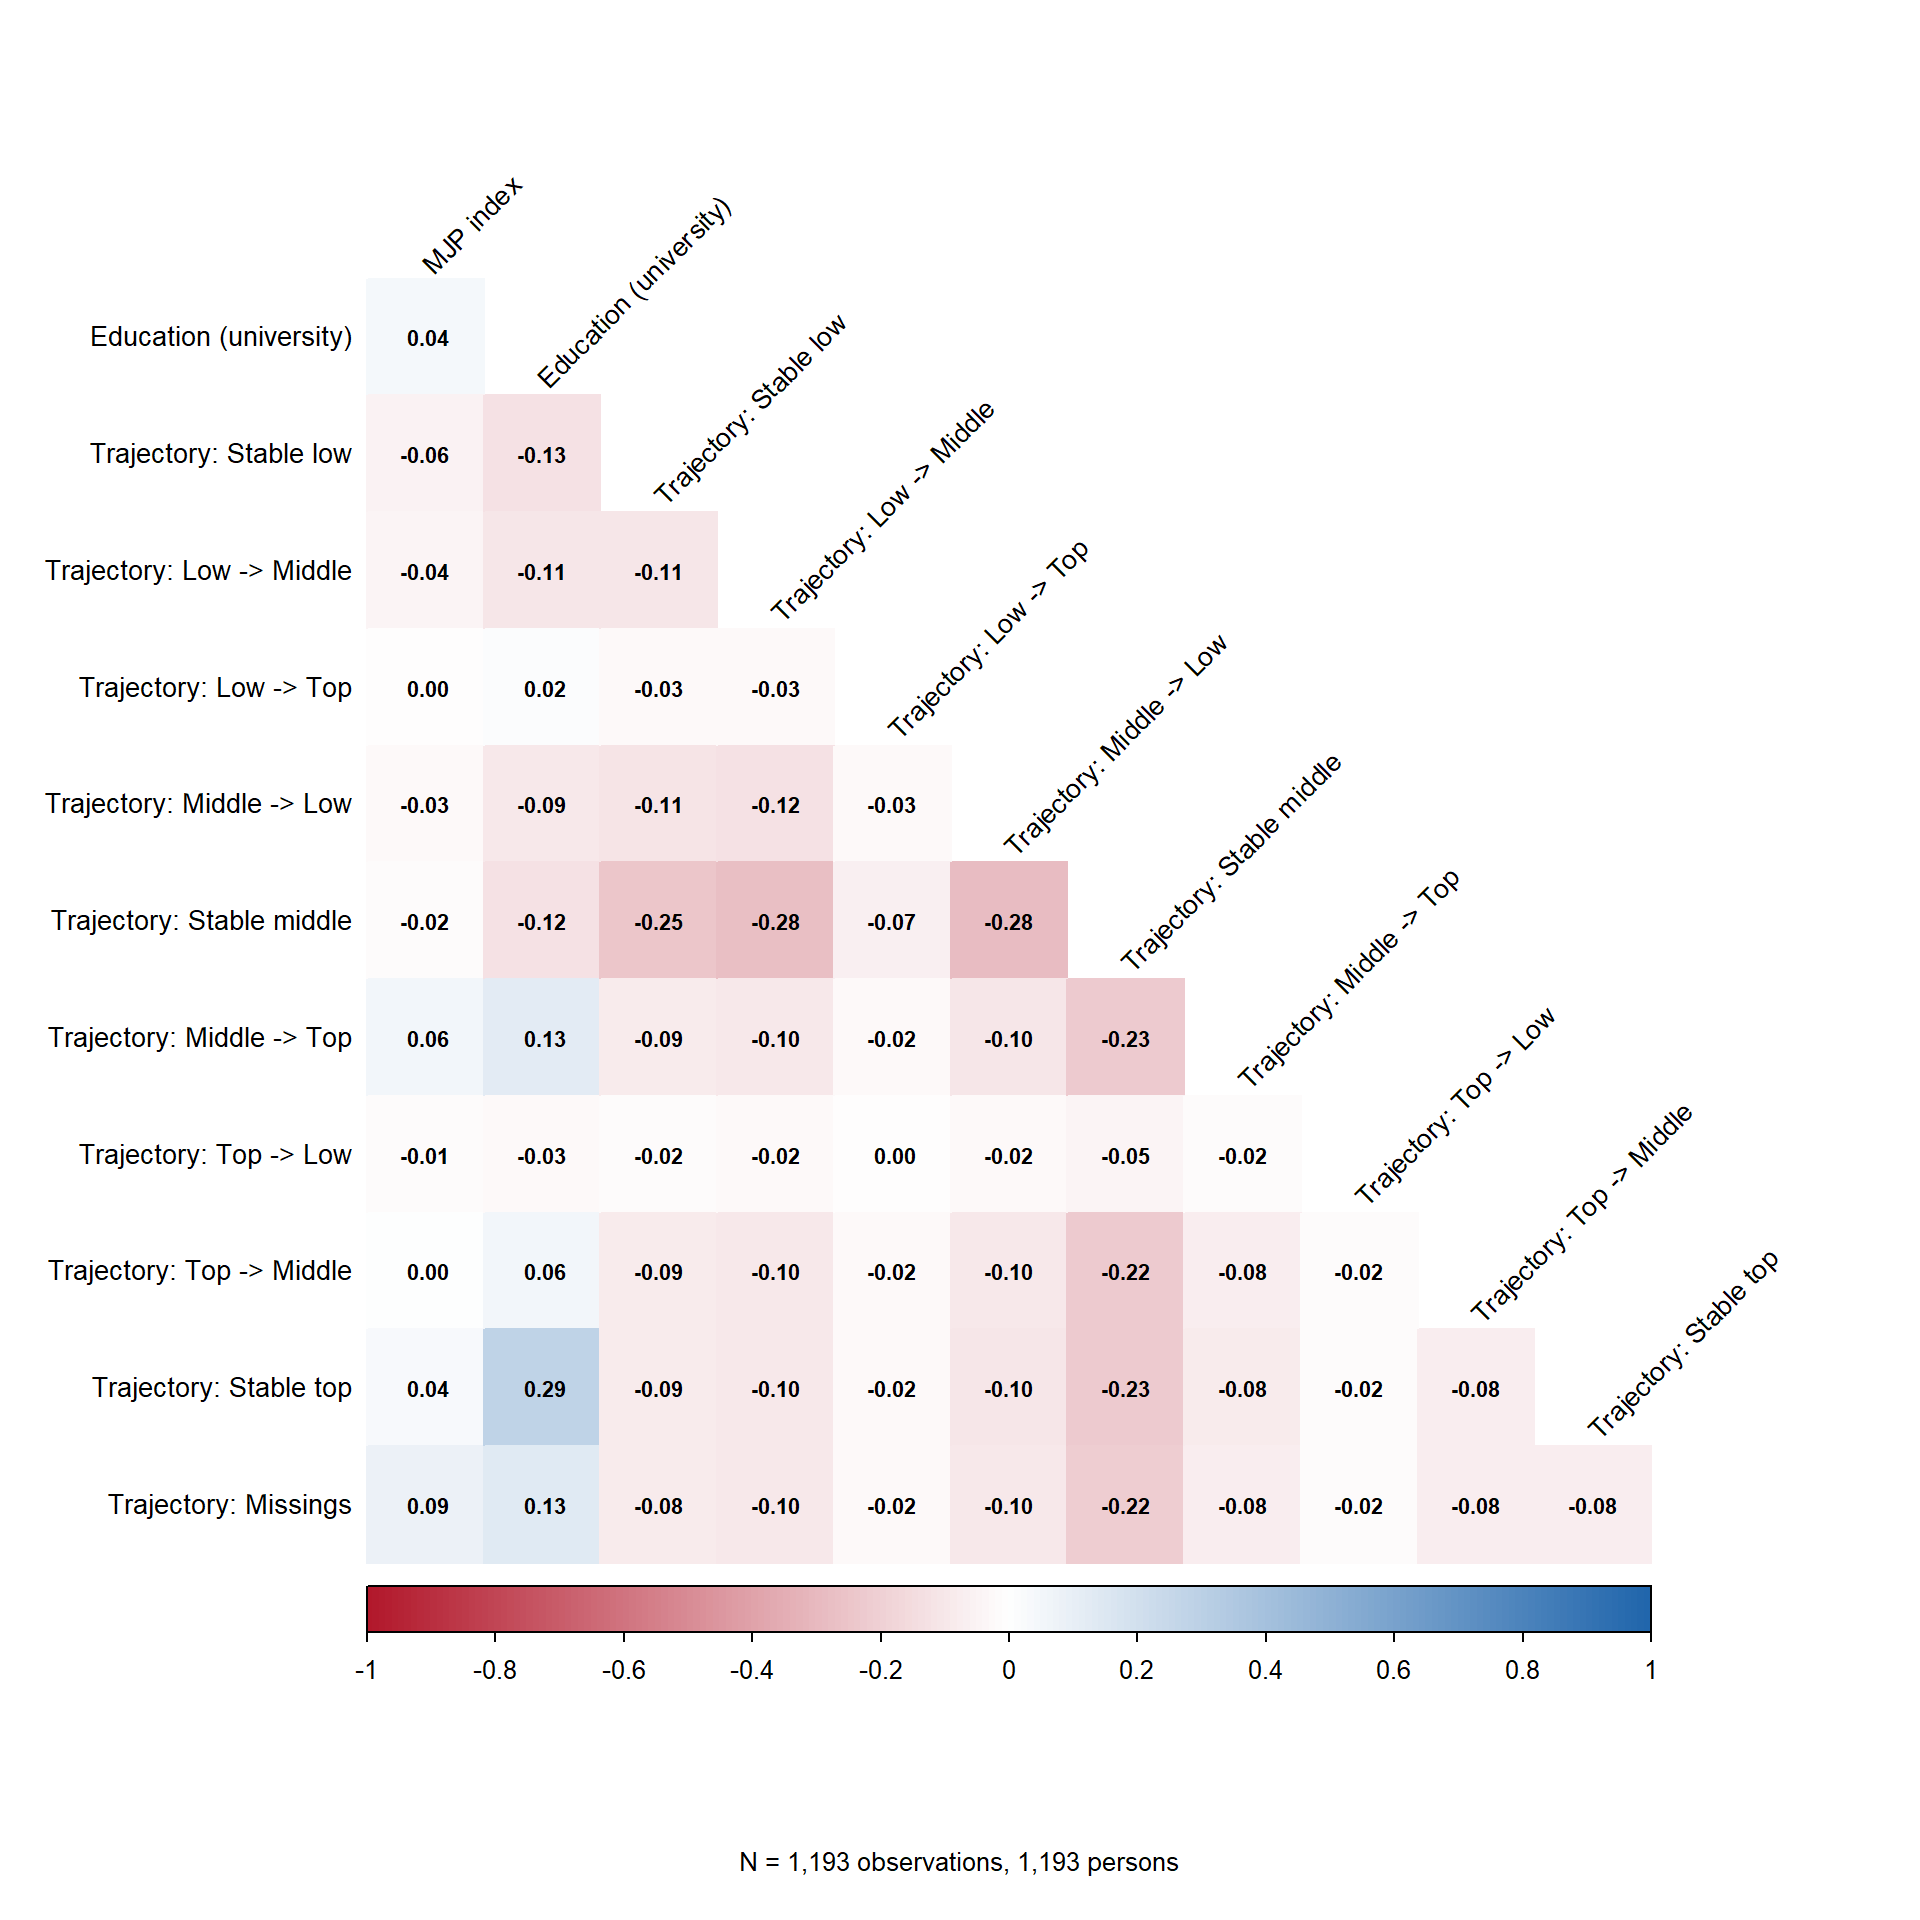 MJP index
Education (university)
Trajectory: Stable low
Trajectory: Low -> Middle
Trajectory: Low -> Top
Trajectory: Middle -> Low
Trajectory: Stable middle
Trajectory: Middle -> Top
Trajectory: Top -> Low
Trajectory: Top -> Middle
Trajectory: Stable top
Education (university) 0.04
Trajectory: Stable low -0.06 -0.13
Trajectory: Low -> Middle -0.04 -0.11 -0.11
Trajectory: Low -> Top 0.00 0.02 -0.03 -0.03
Trajectory: Middle -> Low -0.03 -0.09 -0.11 -0.12 -0.03
Trajectory: Stable middle -0.02 -0.12 -0.25 -0.28 -0.07 -0.28
Trajectory: Middle -> Top 0.06 0.13 -0.09 -0.10 -0.02 -0.10 -0.23
Trajectory: Top -> Low -0.01 -0.03 -0.02 -0.02 0.00 -0.02 -0.05 -0.02
Trajectory: Top -> Middle 0.00 0.06 -0.09 -0.10 -0.02 -0.10 -0.22 -0.08 -0.02
Trajectory: Stable top 0.04 0.29 -0.09 -0.10 -0.02 -0.10 -0.23 -0.08 -0.02 -0.08
Trajectory: Missings 0.09 0.13 -0.08 -0.10 -0.02 -0.10 -0.22 -0.08 -0.02 -0.08 -0.08
-1 -0.8 -0.6 -0.4 -0.2 0 0.2 0.4 0.6 0.8 1
N = 1,193 observations, 1,193 persons